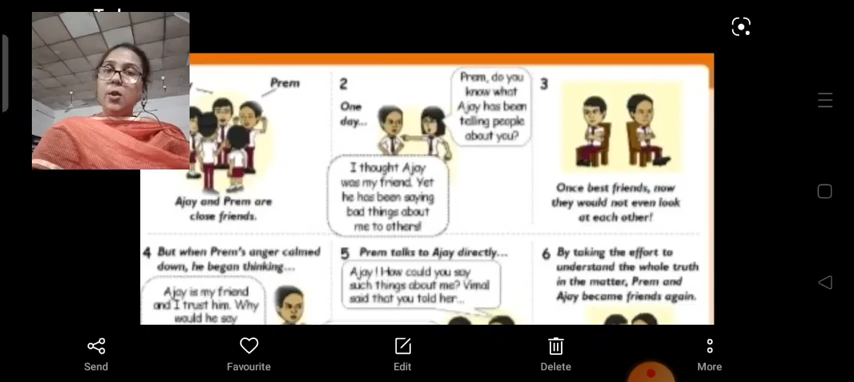 Prem
Ajay and Prem are
close friends.
2
One
day...
Prem, do you
know what
Ajay has been
telling people
about you?
I thought Ajay
was my friend. Yet
he has been saying
bad things about
me to others!
3
Once best friends, now
they would not even look
at each other!
4 But when Prem's anger calmed
down, he began thinking...
Ajay is my friend
and I trust him. Why
would he say
5 Prem talks to Ajay directly...
Ajay! How could you say
such things about me? Vimal
said that you told her...
6 By taking the effort to
understand the whole truth
in the matter, Prem and
Ajay became friends again.
Send
Favourite
Edit
Delete
More